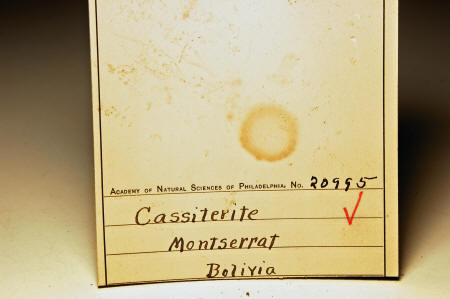 Academy of Natural Sciences of Philadelphia. No. 20995
Cassiterite
Montserrat
Bolivia